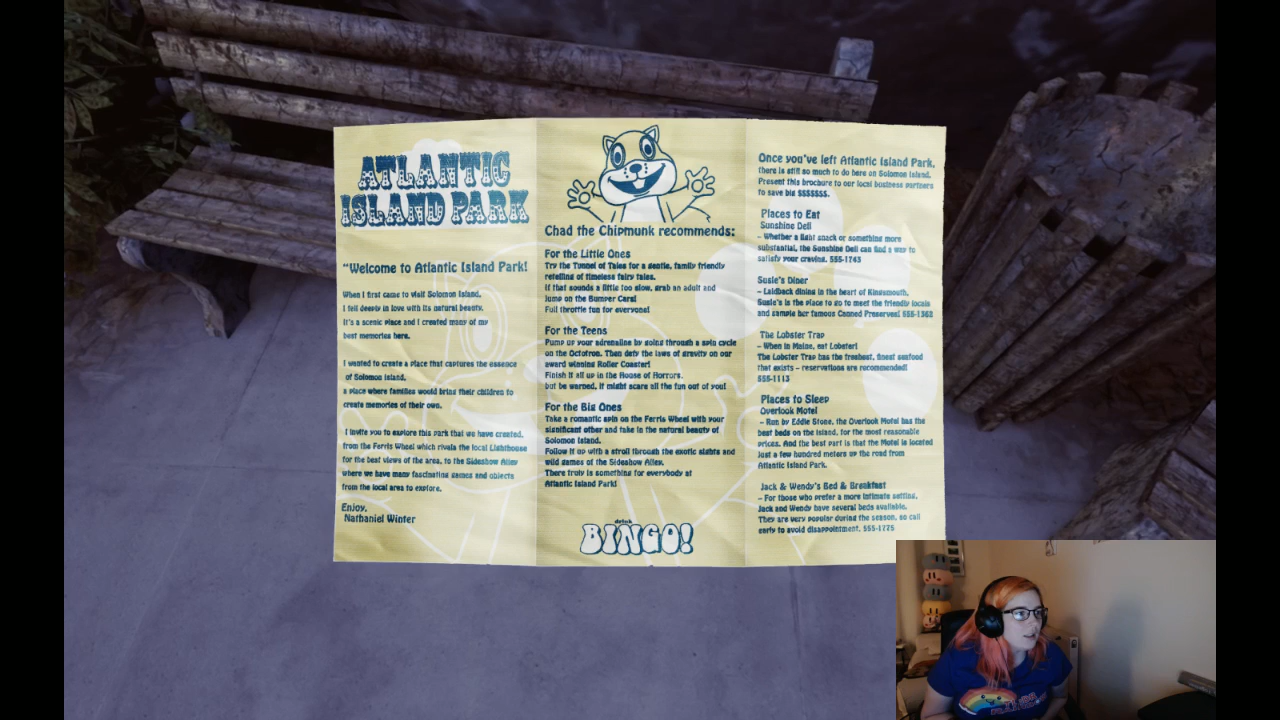 ATLANTIC
ISLAND PARK
"Welcome to Atlantic Island Park!
When I first came to visit Solomon Island,
I fell deeply in love with its natural beauty.
It's a scenic place and I created many of my
best memories here.
I wanted to create a place that captures the essence
of Solomon Island,
a place where families would bring their children to
create memories of their own.
I invite you to explore this park that we have created,
from the Ferris Wheel which rivals the local Lighthouse
for the best views of the area, to the Sideshow Alley
where we have many fascinating games and objects
from the local area to explore.
Enjoy,
Nathaniel Winter
Chad the Chipmunk recommends:
For the Little Ones
Try the Tunnel of Tales for a gentle, family friendly
retelling of timeless fairy tales.
If that sounds a little too slow, grab an adult and
jump on the Bumper Cars!
Full throttle fun for everyone!
For the Teens
Pump up your adrenaline by going through a spin cycle
on the Octotron. Then defy the laws of gravity on our
award winning Roller Coaster!
Finish it all up in the House of Horrors,
but be warned, it might scare all the fun out of you!
For the Big Ones
Take a romantic spin on the Ferris Wheel with your
significant other and take in the natural beauty of
Solomon Island.
Follow it up with a stroll through the exotic sights and
wild games of the Sideshow Alley.
There truly is something for everybody at
Atlantic Island Park!
drink
BINGO!
Once you've left Atlantic Island Park,
there is still so much to do here on Solomon Island.
Present this brochure to our local business partners
to save big $$$$$$$.
Places to Eat
Sunshine Deli
- Whether a light snack or something more
substantial, the Sunshine Deli can find a way to
satisfy your craving. 555-1743
Susie's Diner
- Laidback dining in the heart of Kingsmouth,
Susie's is the place to go to meet the friendly locals
and sample her famous Canned Preserves! 555-1362
The Lobster Trap
- When in Maine, eat Lobster!
The Lobster Trap has the freshest, finest seafood
that exists - reservations are recommended!
555-1113
Places to Sleep
Overlook Motel
- Run by Eddie Stone, the Overlook Motel has the
best beds on the island, for the most reasonable
prices. And the best part is that the Motel is located
just a few hundred meters up the road from
Atlantic Island Park.
Jack & Wendy's Bed & Breakfast
- For those who prefer a more intimate setting,
Jack and Wendy have several beds available.
They are very popular during the season, so call
early to avoid disappointment. 555-1775